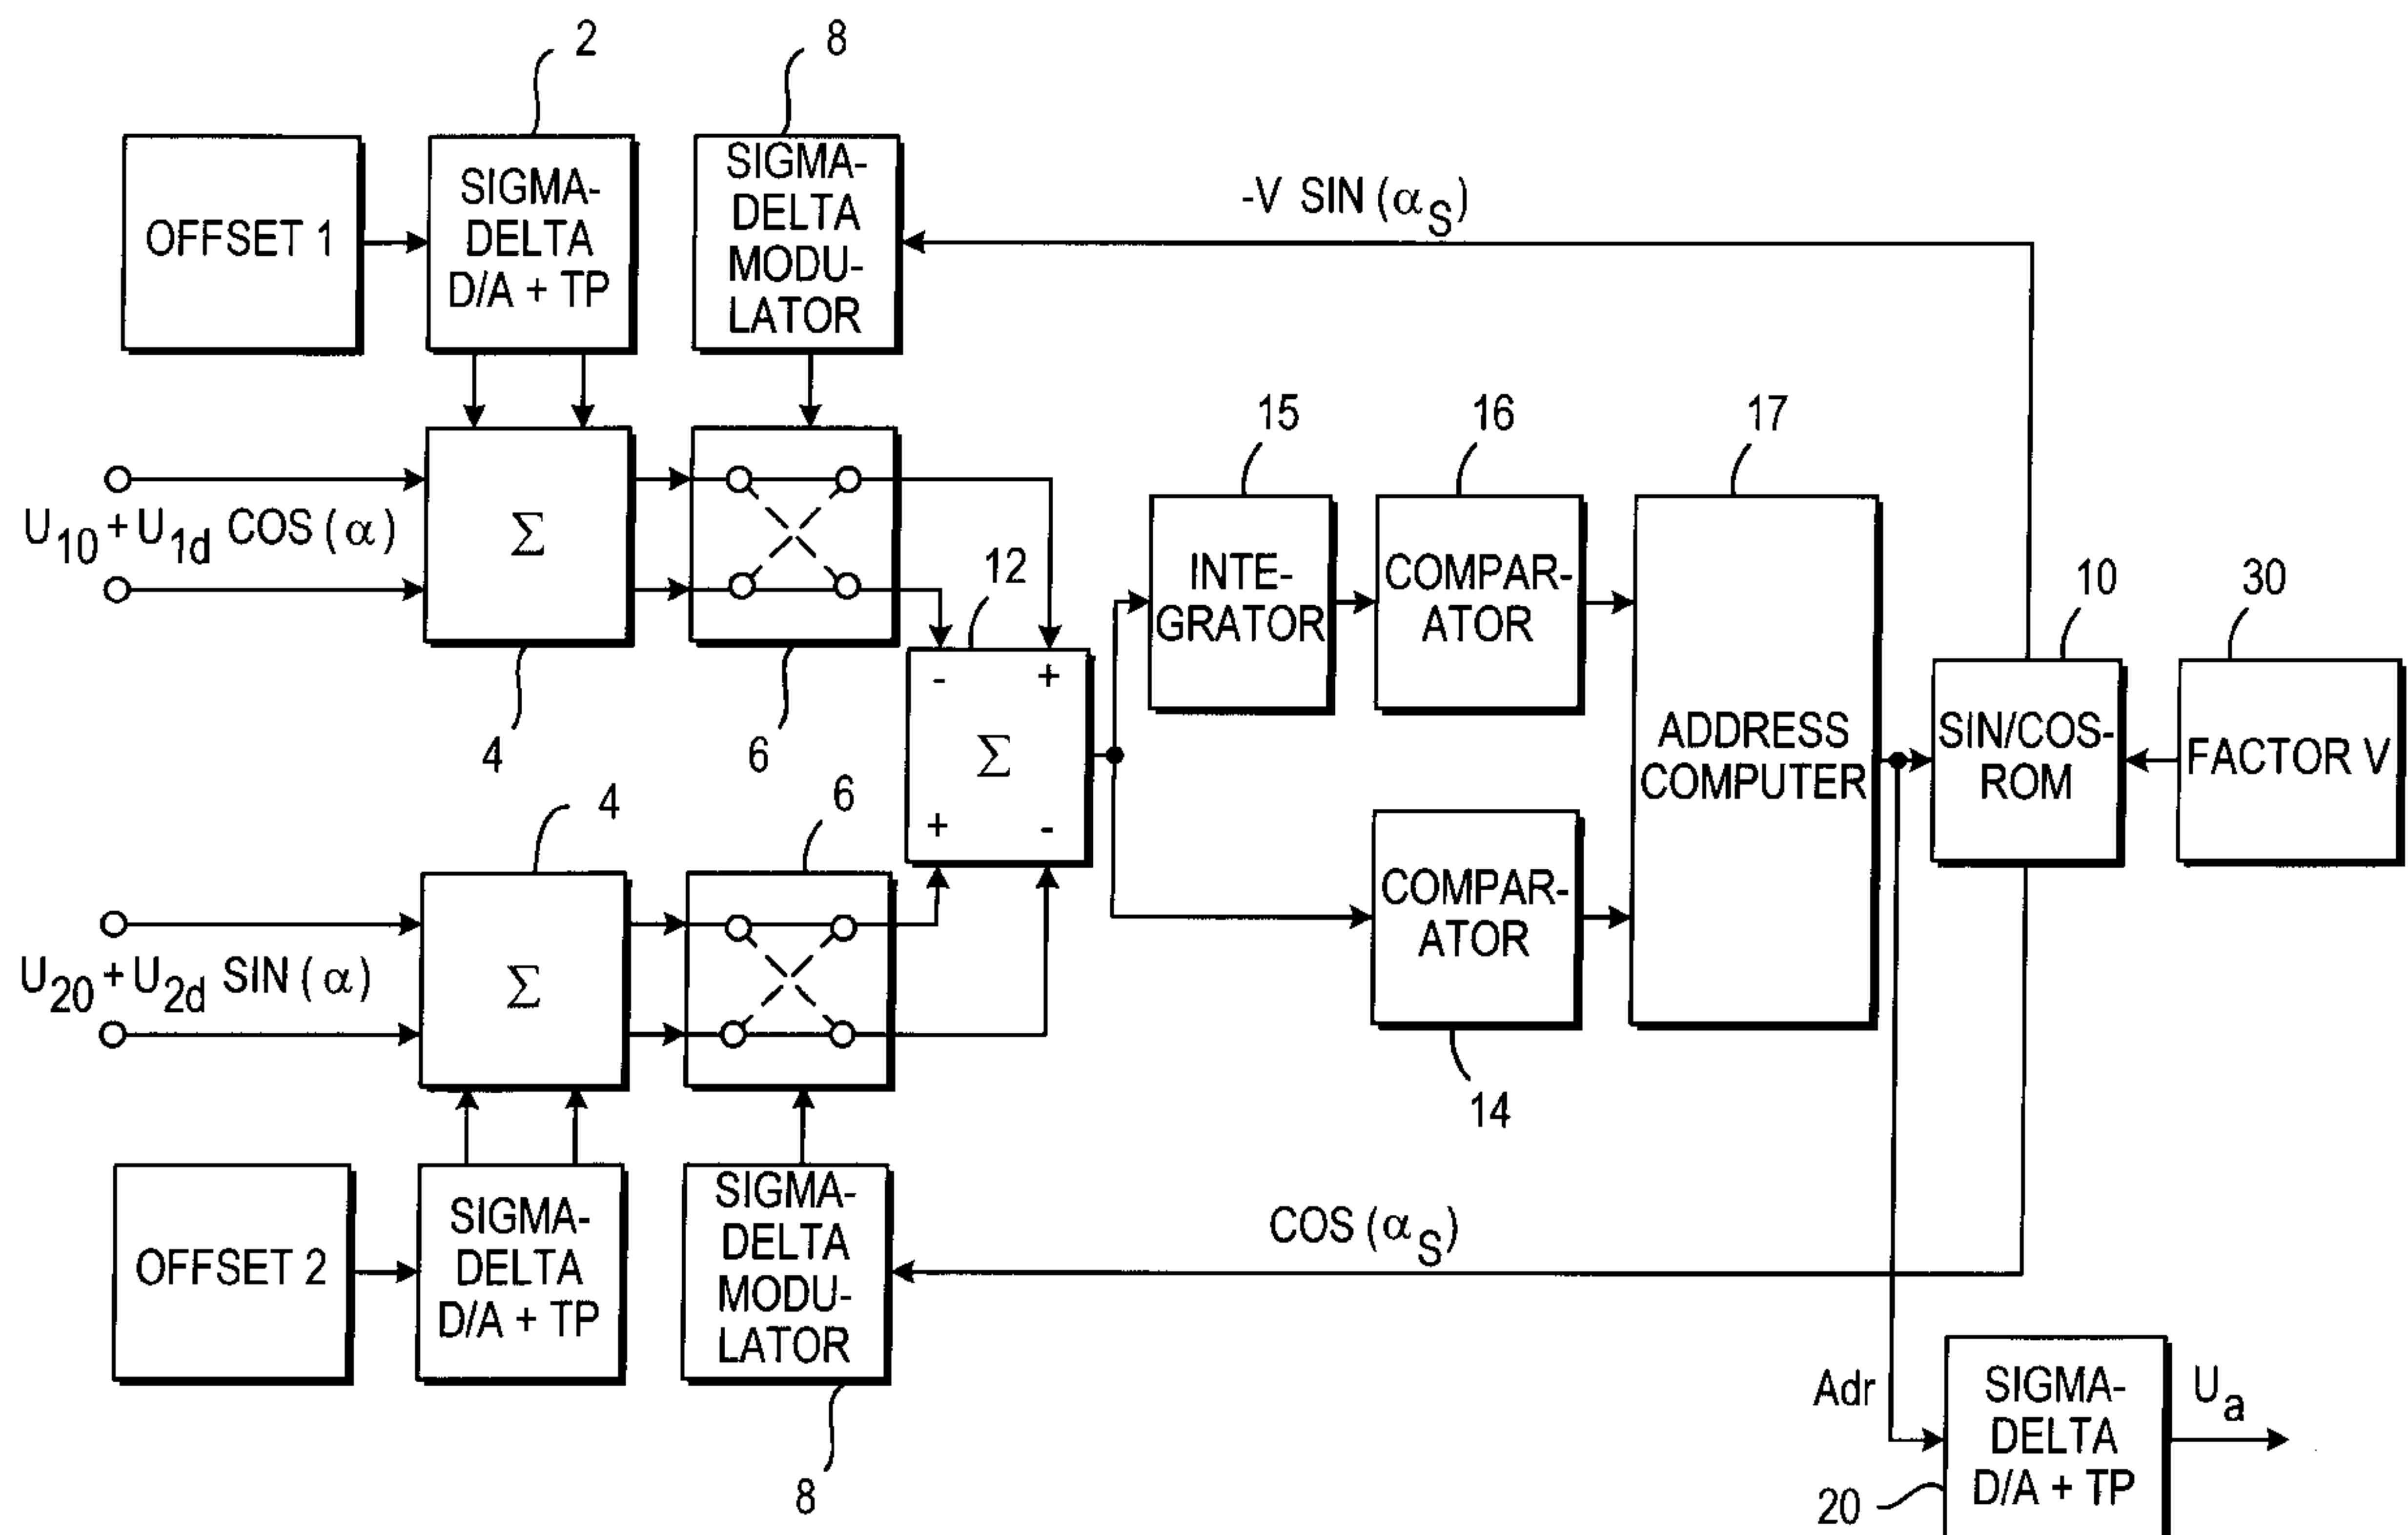 2
8
OFFSET 1
SIGMA-
DELTA
D/A + TP
SIGMA-
DELTA
MODU-
LATOR
-V SIN (αS)
U10 + U1d COS (α)
Σ
4
6
12
- +
Σ
+ -
15
16
17
INTE-
GRATOR
COMPAR-
ATOR
ADDRESS
COMPUTER
10
30
SIN/COS-
ROM
FACTOR V
4
6
U20 + U2d SIN (α)
Σ
COMPAR-
ATOR
14
OFFSET 2
SIGMA-
DELTA
D/A + TP
SIGMA-
DELTA
MODU-
LATOR
8
COS (αS)
Adr
SIGMA-
DELTA
D/A + TP
Ua
20